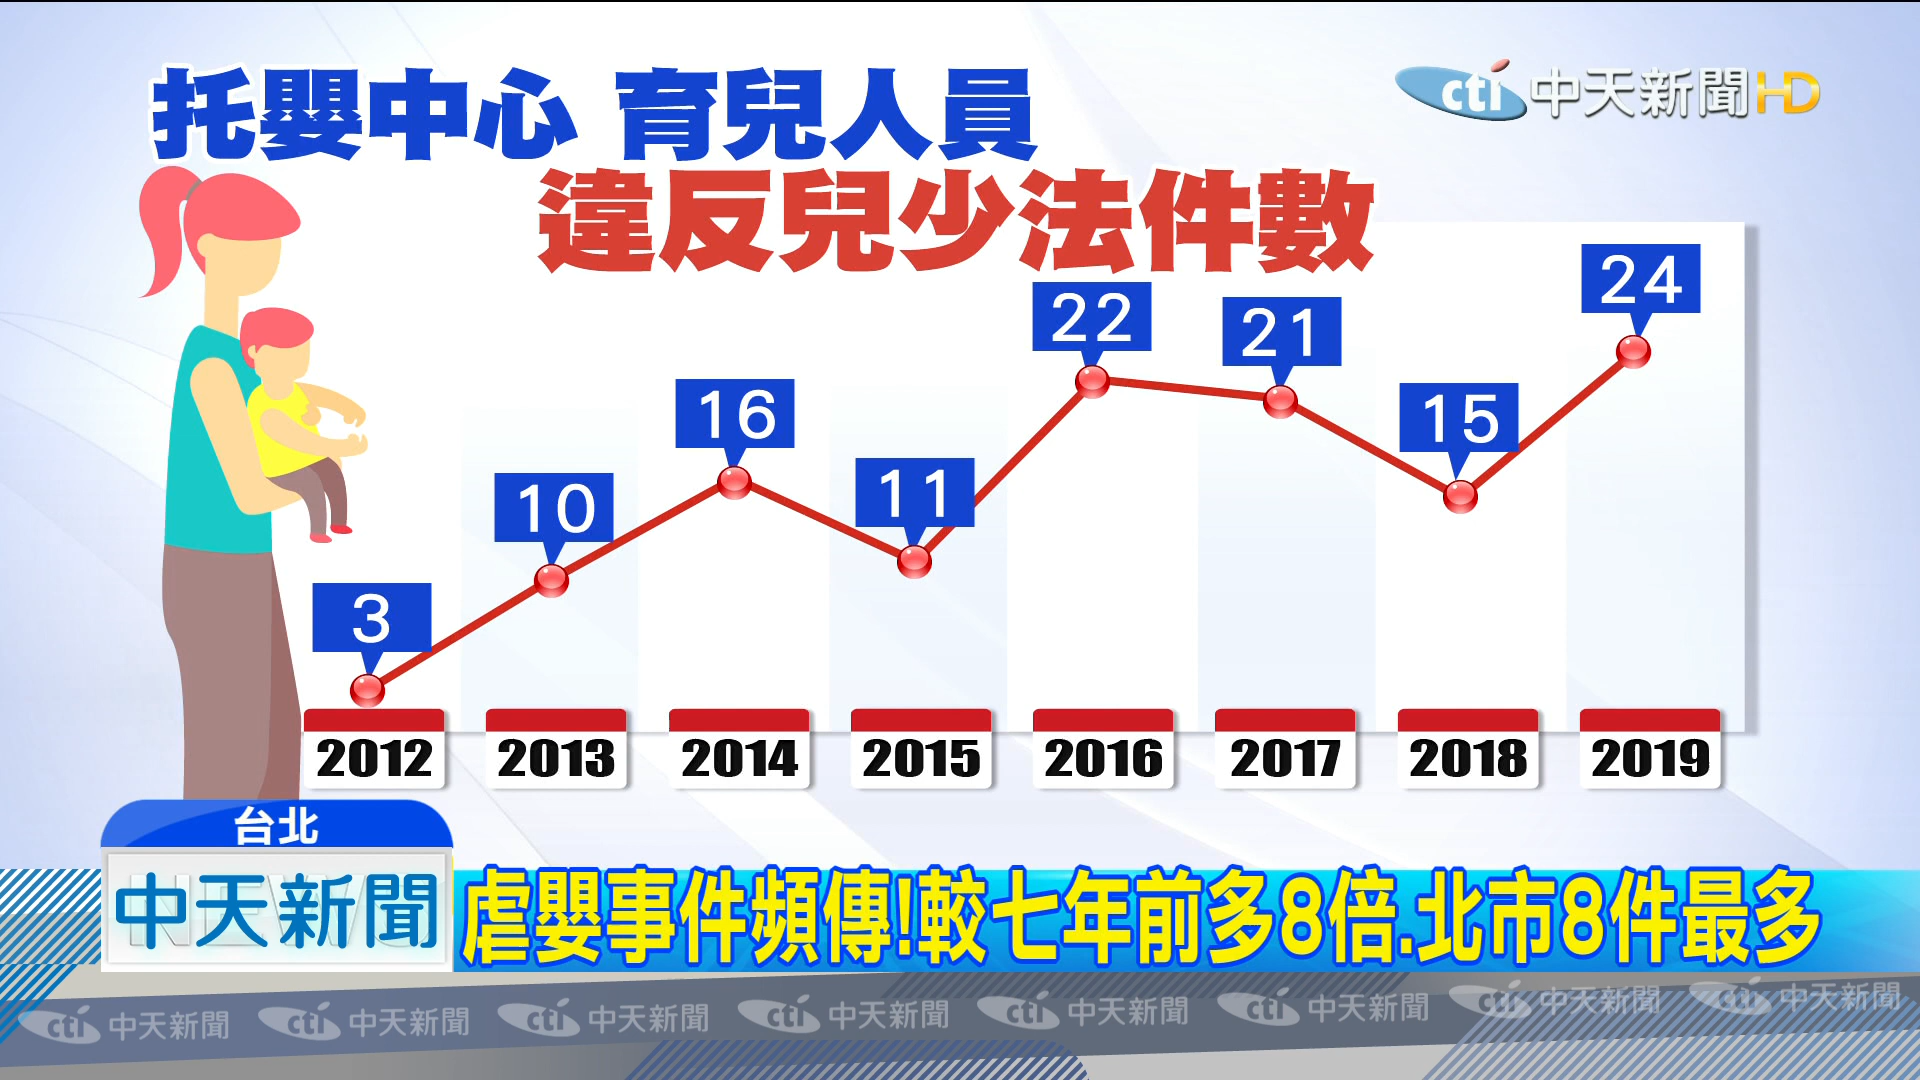 托嬰中心 育兒人員
cti 中天新聞HD
違反兒少法件數
3
10
16
11
22
21
15
24
2012
2013
2014
2015
2016
2017
2018
2019
台北
NEWS
中天新聞
虐嬰事件頻傳!較七年前多8倍.北市8件最多
cti 中天新聞
cti 中天新聞
cti 中天新聞
cti 中天新聞
cti 中天新聞
cti 中天新聞
cti 中天新聞
cti 中天新聞